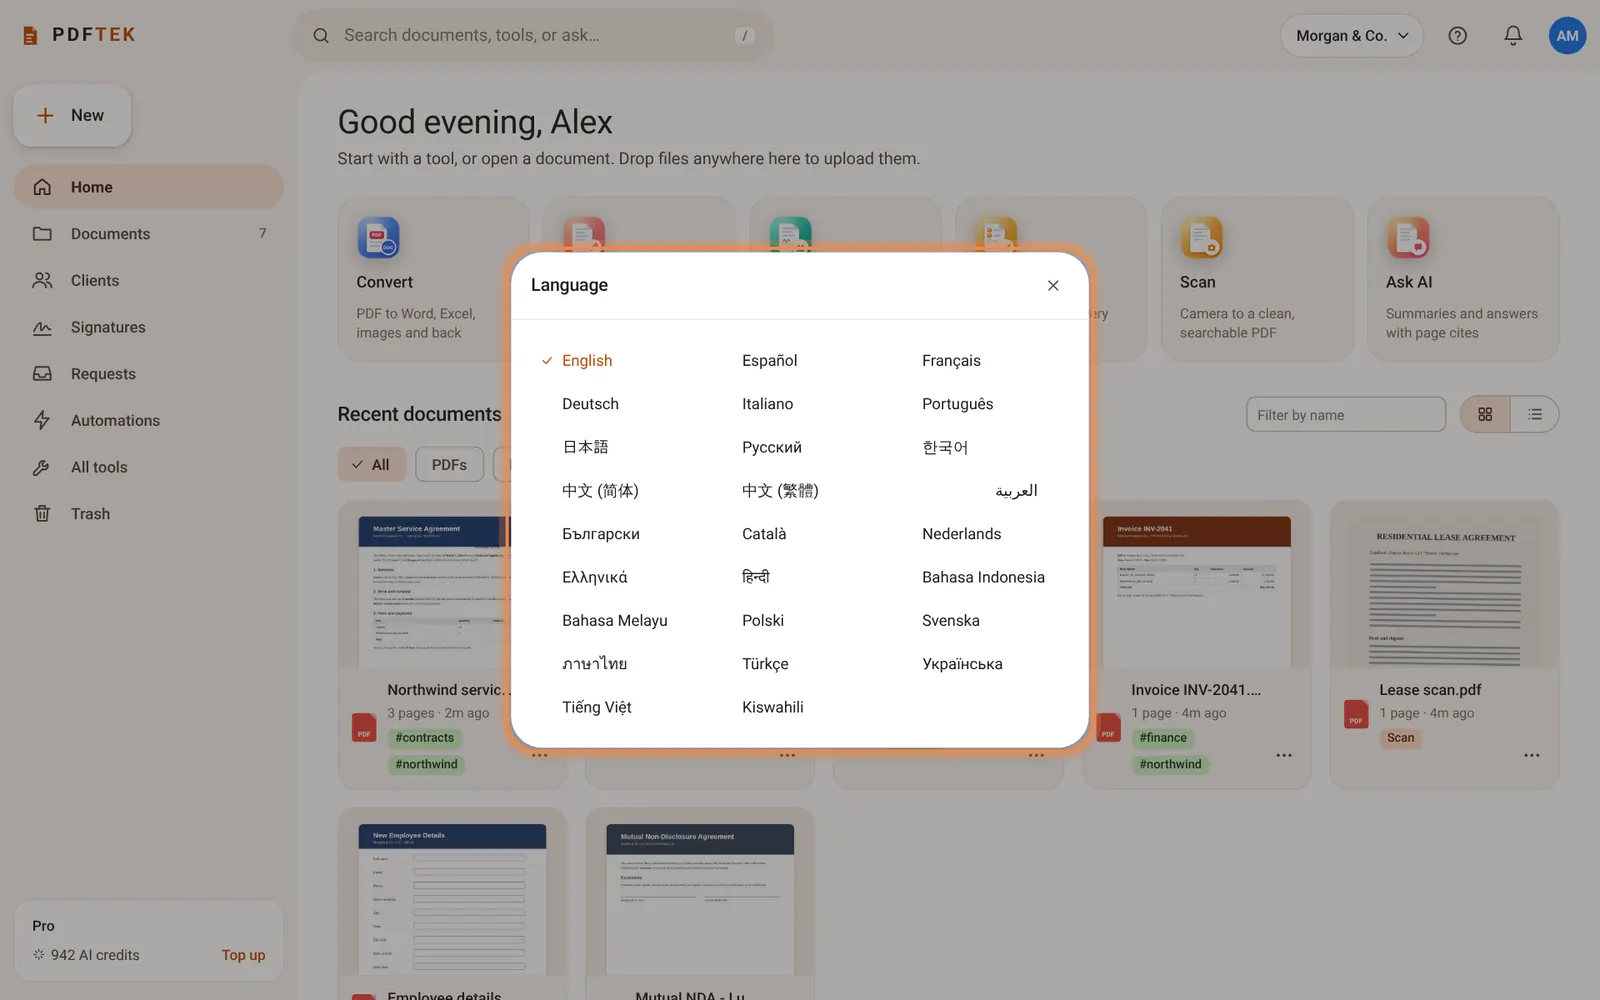 PDFTEK
Search documents, tools, or ask...
/
Morgan & Co.
AM
New
Home
Documents 7
Clients
Signatures
Requests
Automations
All tools
Trash
Pro
942 AI credits Top up
Good evening, Alex
Start with a tool, or open a document. Drop files anywhere here to upload them.
Convert
PDF to Word, Excel,
images and back
Scan
Camera to a clean,
searchable PDF
Ask AI
Summaries and answers
with page cites
Recent documents
Filter by name
All
PDFs
Language
English Español Français
Deutsch Italiano Português
日本語 Русский 한국어
中文 (简体) 中文 (繁體) العربية
Български Català Nederlands
Ελληνικά हिन्दी Bahasa Indonesia
Bahasa Melayu Polski Svenska
ภาษาไทย Türkçe Українська
Tiếng Việt Kiswahili
Master Service Agreement
Northwind servic...
3 pages · 2m ago
#contracts
#northwind
PDF
Invoice INV-2041
Invoice INV-2041....
1 page · 4m ago
#finance
#northwind
PDF
RESIDENTIAL LEASE AGREEMENT
Lease scan.pdf
1 page · 4m ago
Scan
PDF
New Employee Details
Employee details
Mutual Non-Disclosure Agreement
Mutual NDA - Lu